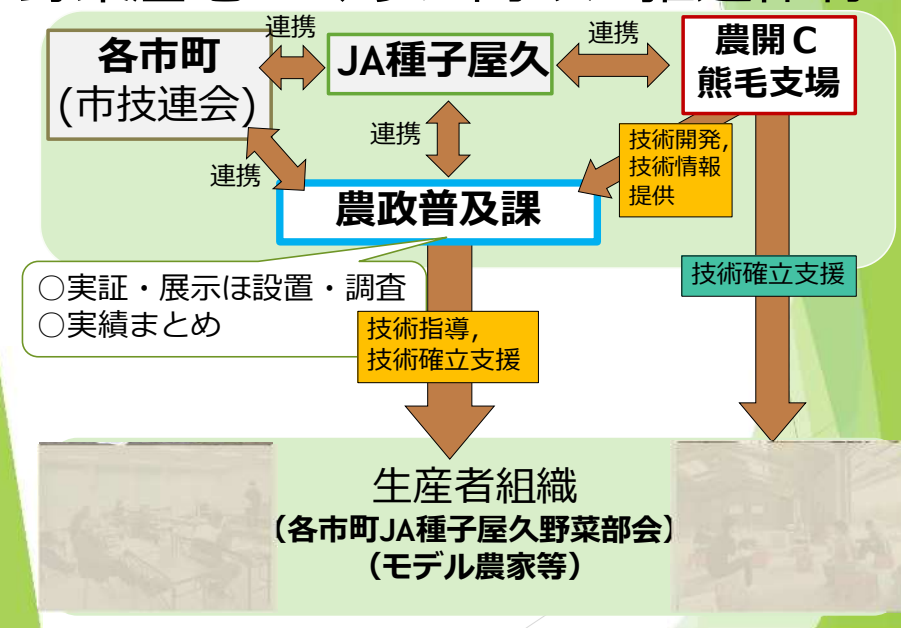 連携
連携
各市町
(市技連会)
JA種子屋久
農開Ｃ
熊毛支場
連携
連携
技術開発,
技術情報
提供
農政普及課
○実証・展示ほ設置・調査
○実績まとめ
技術指導,
技術確立支援
技術確立支援
生産者組織
（各市町JA種子屋久野菜部会）
（モデル農家等）